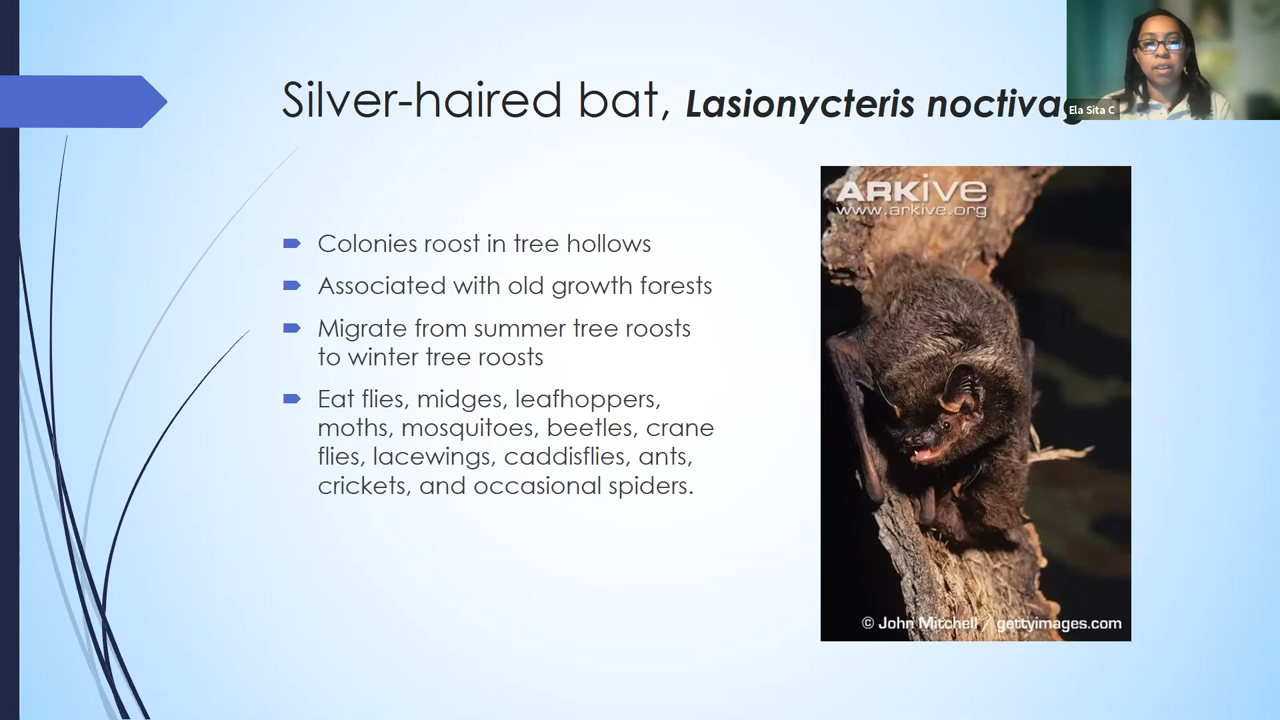 Silver-haired bat, Lasionycteris noctiva
Ela Sita C
ARKive
www.arkive.org
Colonies roost in tree hollows
Associated with old growth forests
Migrate from summer tree roosts
to winter tree roosts
Eat flies, midges, leafhoppers,
moths, mosquitoes, beetles, crane
flies, lacewings, caddisflies, ants,
crickets, and occasional spiders.
© John Mitchell / gettyimages.com